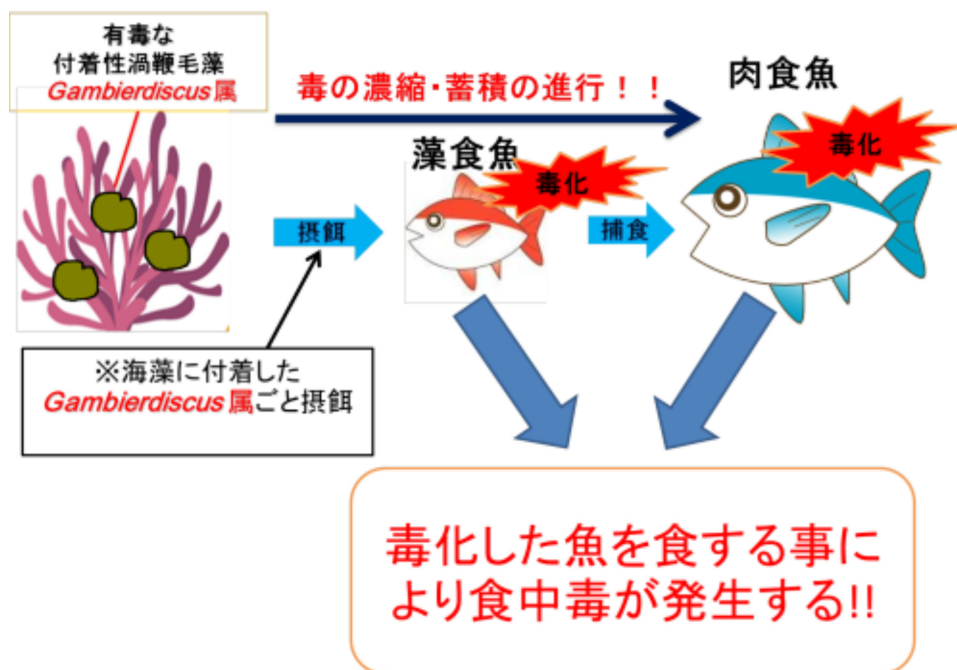 有毒な
付着性渦鞭毛藻
Gambierdiscus属
毒の濃縮・蓄積の進行！！
肉食魚
毒化
藻食魚
毒化
摂餌
捕食
※海藻に付着した
Gambierdiscus属ごと摂餌
毒化した魚を食する事に
より食中毒が発生する!!